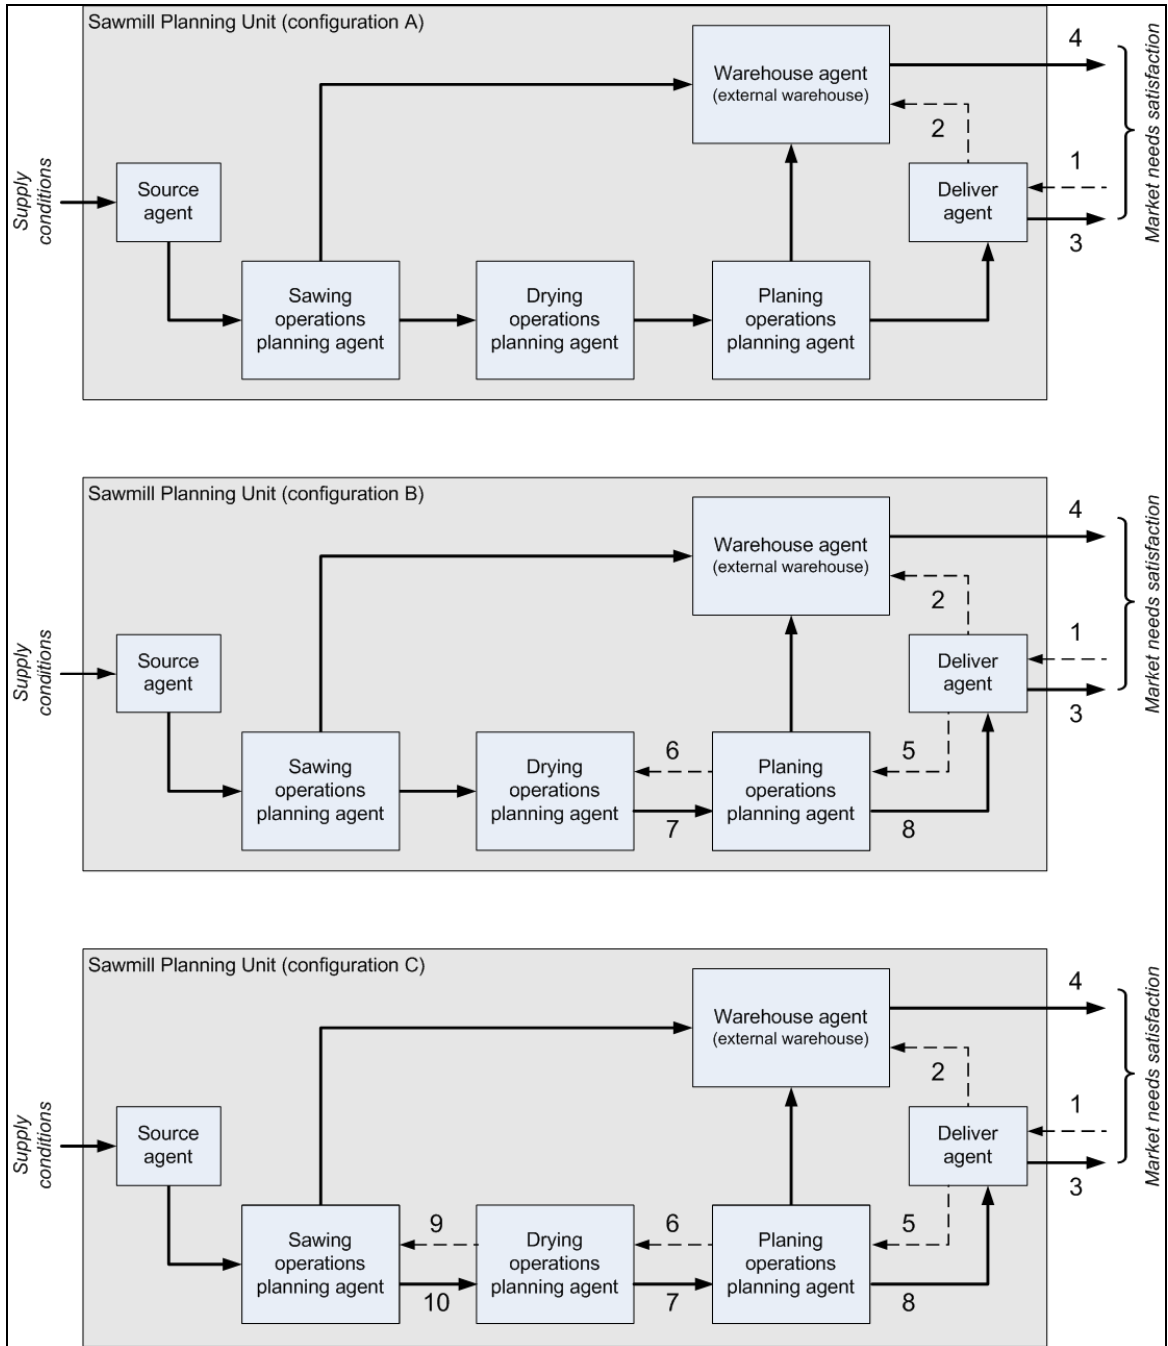 Sawmill Planning Unit (configuration A)
Supply
conditions
Source
agent
Sawing
operations
planning agent
Drying
operations
planning agent
Planing
operations
planning agent
Warehouse agent
(external warehouse)
Deliver
agent
4
2
1
3
Market needs satisfaction
Sawmill Planning Unit (configuration B)
Supply
conditions
Source
agent
Sawing
operations
planning agent
Drying
operations
planning agent
6
7
Planing
operations
planning agent
5
8
Warehouse agent
(external warehouse)
Deliver
agent
4
2
1
3
Market needs satisfaction
Sawmill Planning Unit (configuration C)
Supply
conditions
Source
agent
Sawing
operations
planning agent
9
10
Drying
operations
planning agent
6
7
Planing
operations
planning agent
5
8
Warehouse agent
(external warehouse)
Deliver
agent
4
2
1
3
Market needs satisfaction